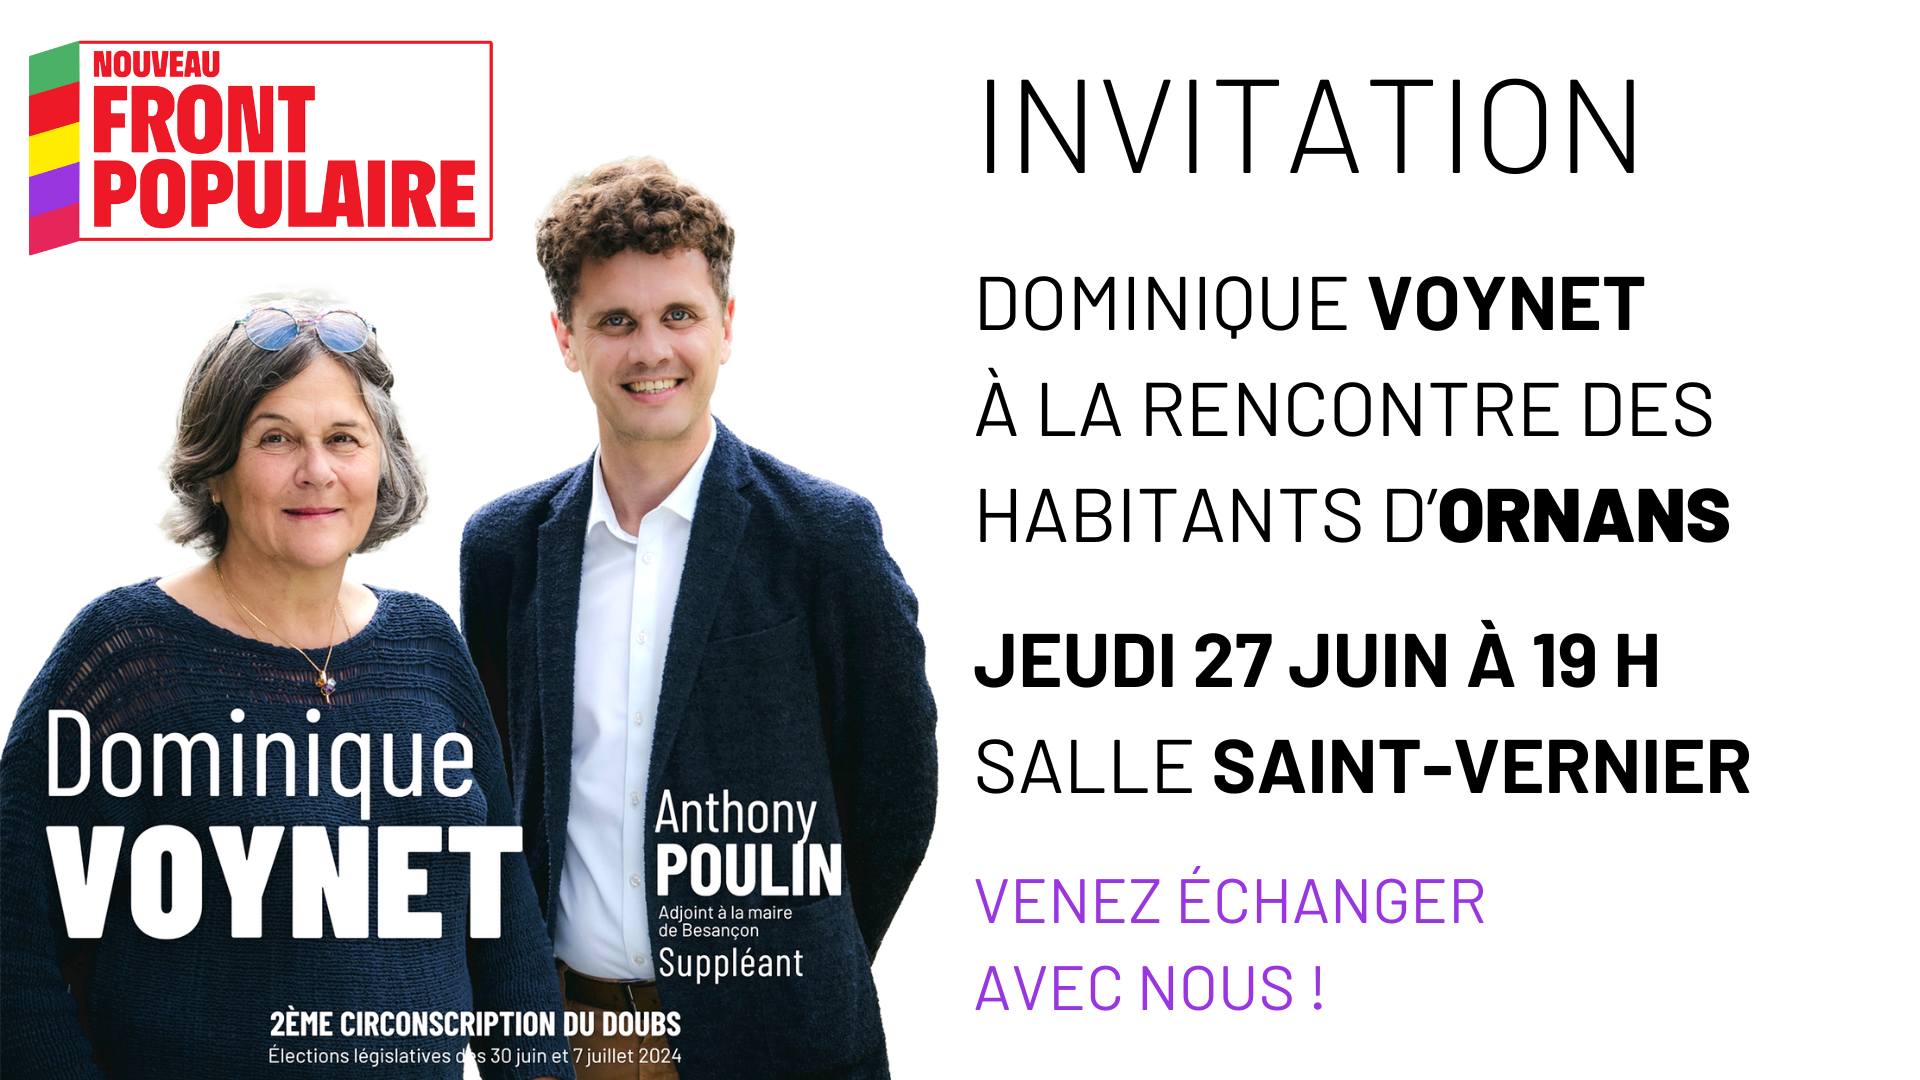 NOUVEAU
FRONT
POPULAIRE
Dominique
VOYNET
Anthony
POULIN
Adjoint à la maire
de Besançon
Suppléant
2ÈME CIRCONSCRIPTION DU DOUBS
Élections législatives des 30 juin et 7 juillet 2024
INVITATION
DOMINIQUE VOYNET
À LA RENCONTRE DES
HABITANTS D’ORNANS
JEUDI 27 JUIN À 19 H
SALLE SAINT-VERNIER
VENEZ ÉCHANGER
AVEC NOUS !